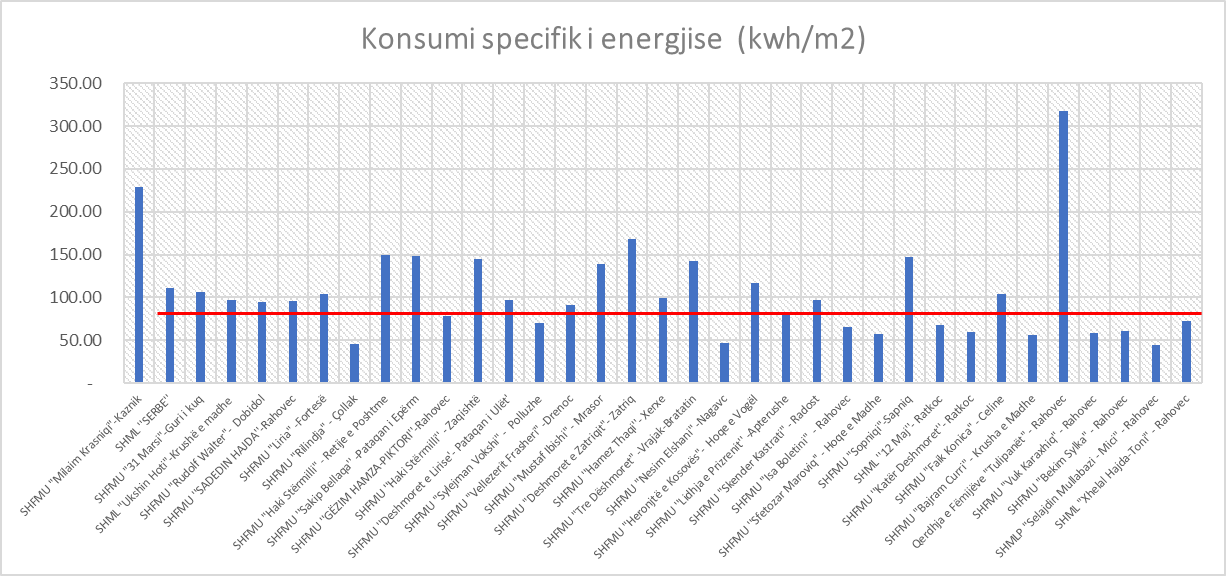 Konsumi specifik i energjise (kwh/m2)
350.00
300.00
250.00
200.00
150.00
100.00
50.00
-
SHFMU "Milaim Krasniqi"-Kaznik
SHML "SERBE"
SHFMU "31 Marsi"-Guri i kuq
SHML "Ukshin Hoti"-Krushë e madhe
SHFMU "Rudolf Walter" - Dobidol
SHFMU "SADEDIN HAJDA"-Rahovec
SHFMU "Liria" -Fortesë
SHFMU "Rilindja" - Çollak
SHFMU "Haki Stërmilli" - Retije e Poshtme
SHFMU "Sakip Bellaqa" -Pataqan i Epërm
SHFMU "GËZIM HAMZA-PIKTORI"-Rahovec
SHFMU "Haki Stërmilli" - Zaqishtë
SHFMU "Deshmoret e Lirise'- Pataqan i Ulët'
SHFMU "Sylejman Vokshi" - Polluzhe
SHFMU "Vellezerit Frasheri" -Drenoc
SHFMU "Mustaf Ibishi" - Mrasor
SHFMU "Deshmoret e Zatriqit"- Zatriq
SHFMU "Hamez Thaqi"-Xerxe
SHFMU "Tre Dëshmoret" -Vrajak-Bratatin
SHFMU "Nesim Elshani"-Nagavc
SHFMU "Heronjtë e Kosovës"- Hoqe e Vogël
SHFMU "Lidhja e Prizrenit" -Apterushe
SHFMU "Skender Kastrati" - Radost
SHFMU "Isa Boletin" - Rahovec
SHFMU "Sfetozar Maroviq" - Hoqe e Madhe
SHFMU "Sopniqi"-Sapniq
SHML "12 Maj'- Ratkoc
SHFMU "Katër Deshmoret"- Ratkoc
SHFMU "Faik Konica" - Celine
SHFMU "Bajram Curri" - Krusha e Madhe
Qerdhja e Fëmijëve "Tulipanët" - Rahovec
SHFMU "Vuk Karaxhiq' - Rahovec
SHFMU "Bekim Sylka" - Rahovec
SHMLP "Selajdin Mullabazi - Mici" - Rahovec
SHML "Xhelal Hajda-Toni" - Rahovec